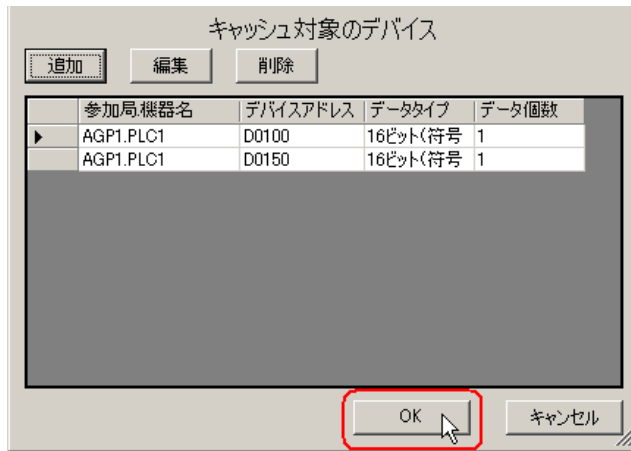 キャッシュ対象のデバイス
追加 編集 削除
参加局.機器名 デバイスアドレス データタイプ データ個数
AGP1.PLC1 D0100 16ビット(符号 1
AGP1.PLC1 D0150 16ビット(符号 1
OK キャンセル